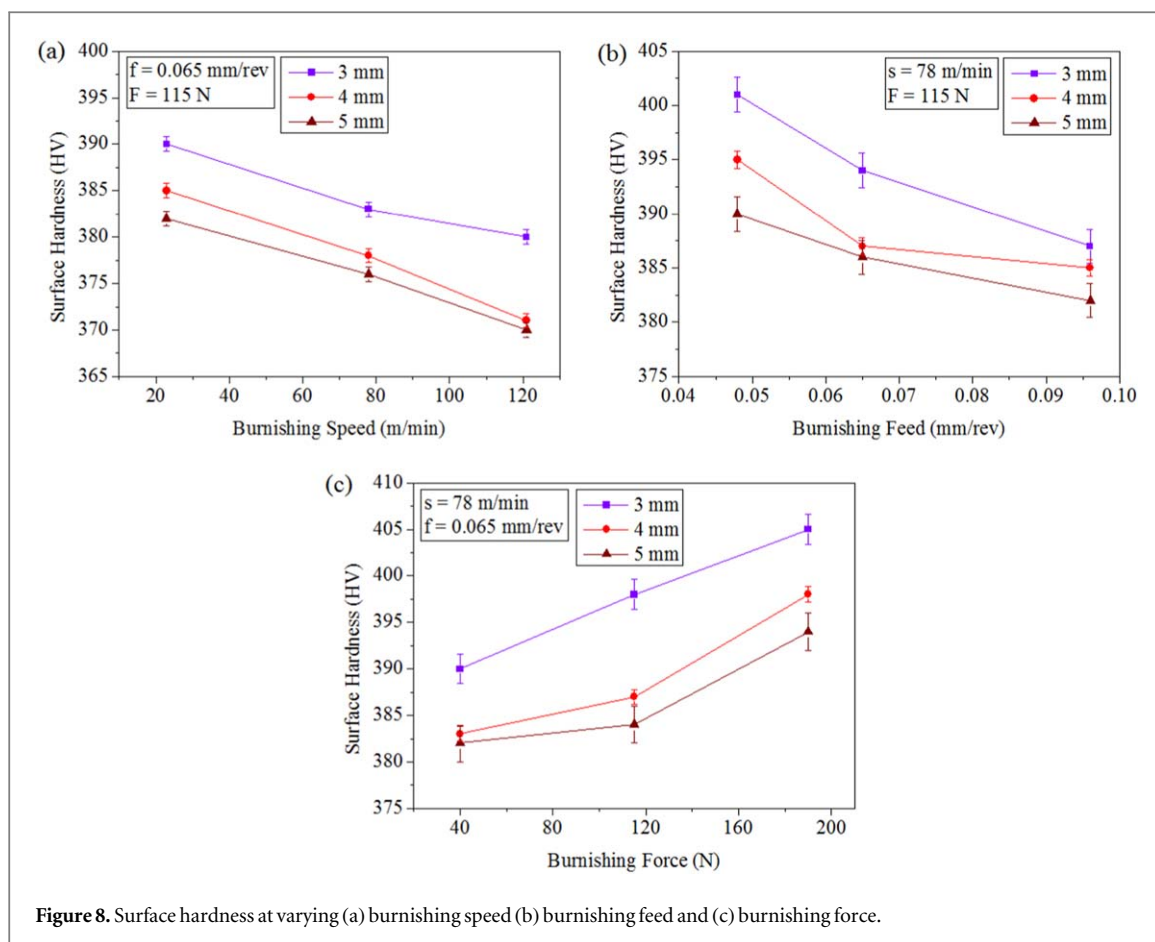 (a)
f = 0.065 mm/rev
F = 115 N
3 mm
4 mm
5 mm
400
395
390
385
380
375
370
365
20
40
60
80
100
120
Surface Hardness (HV)
Burnishing Speed (m/min)
(b)
s = 78 m/min
F = 115 N
3 mm
4 mm
5 mm
405
400
395
390
385
380
375
0.04
0.05
0.06
0.07
0.08
0.09
0.10
Surface Hardness (HV)
Burnishing Feed (mm/rev)
(c)
s = 78 m/min
f = 0.065 mm/rev
3 mm
4 mm
5 mm
410
405
400
395
390
385
380
375
40
80
120
160
200
Surface Hardness (HV)
Burnishing Force (N)
Figure 8. Surface hardness at varying (a) burnishing speed (b) burnishing feed and (c) burnishing force.